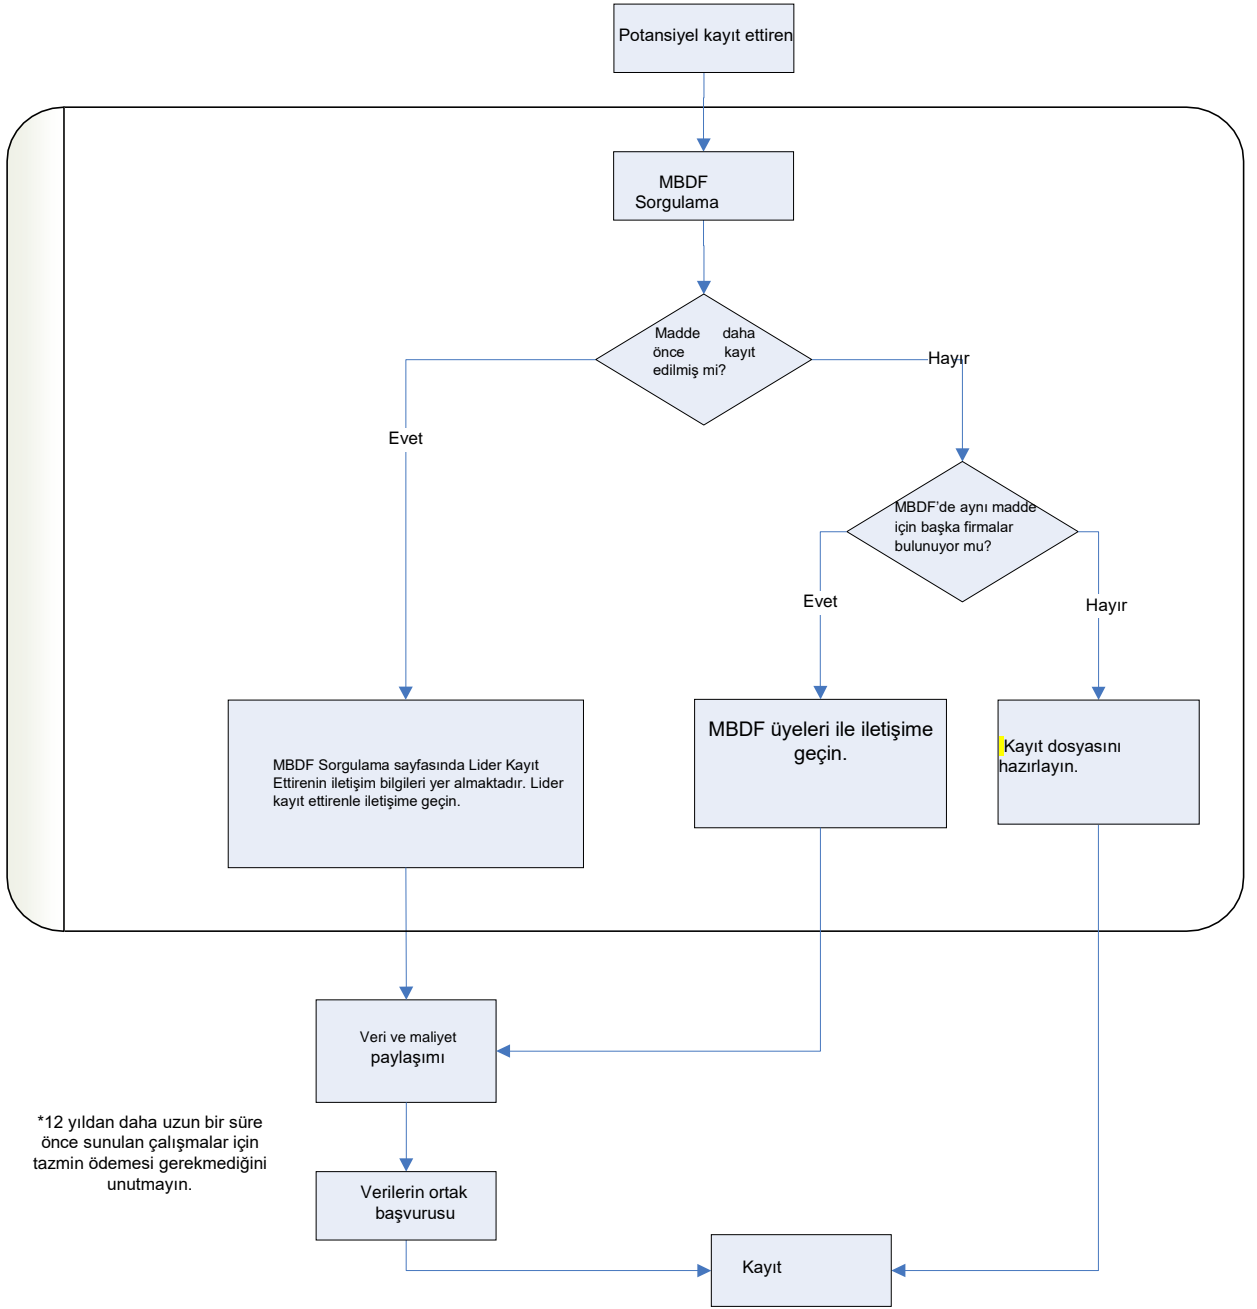 Potansiyel kayıt ettiren
MBDF
Sorgulama
Madde daha
önce kayıt
edilmiş mi?
Hayır
Evet
MBDF'de aynı madde
için başka firmalar
bulunuyor mu?
Evet
Hayır
MBDF Sorgulama sayfasında Lider Kayıt
Ettirenin iletişim bilgileri yer almaktadır. Lider
kayıt ettirenle iletişime geçin.
MBDF üyeleri ile iletişime
geçin.
Kayıt dosyasını
hazırlayın.
Veri ve maliyet
paylaşımı
*12 yıldan daha uzun bir süre
önce sunulan çalışmalar için
tazmin ödemesi gerekmediğini
unutmayın.
Verilerin ortak
başvurusu
Kayıt